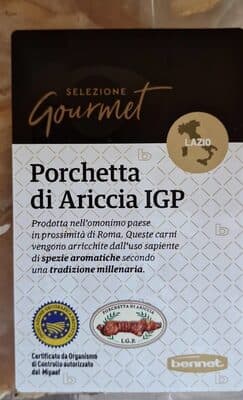 SELEZIONE
Gourmet
LAZIO
Porchetta
di Ariccia IGP
Prodotta nell'omonimo paese
in prossimità di Roma. Queste carni
vengono arricchite dall'uso sapiente
di spezie aromatiche secondo
una tradizione millenaria.
PORCHETTA DI ARICCIA
I.G.P.
Certificato da Organismo
di Controllo autorizzato
dal Mipaaf
bennet